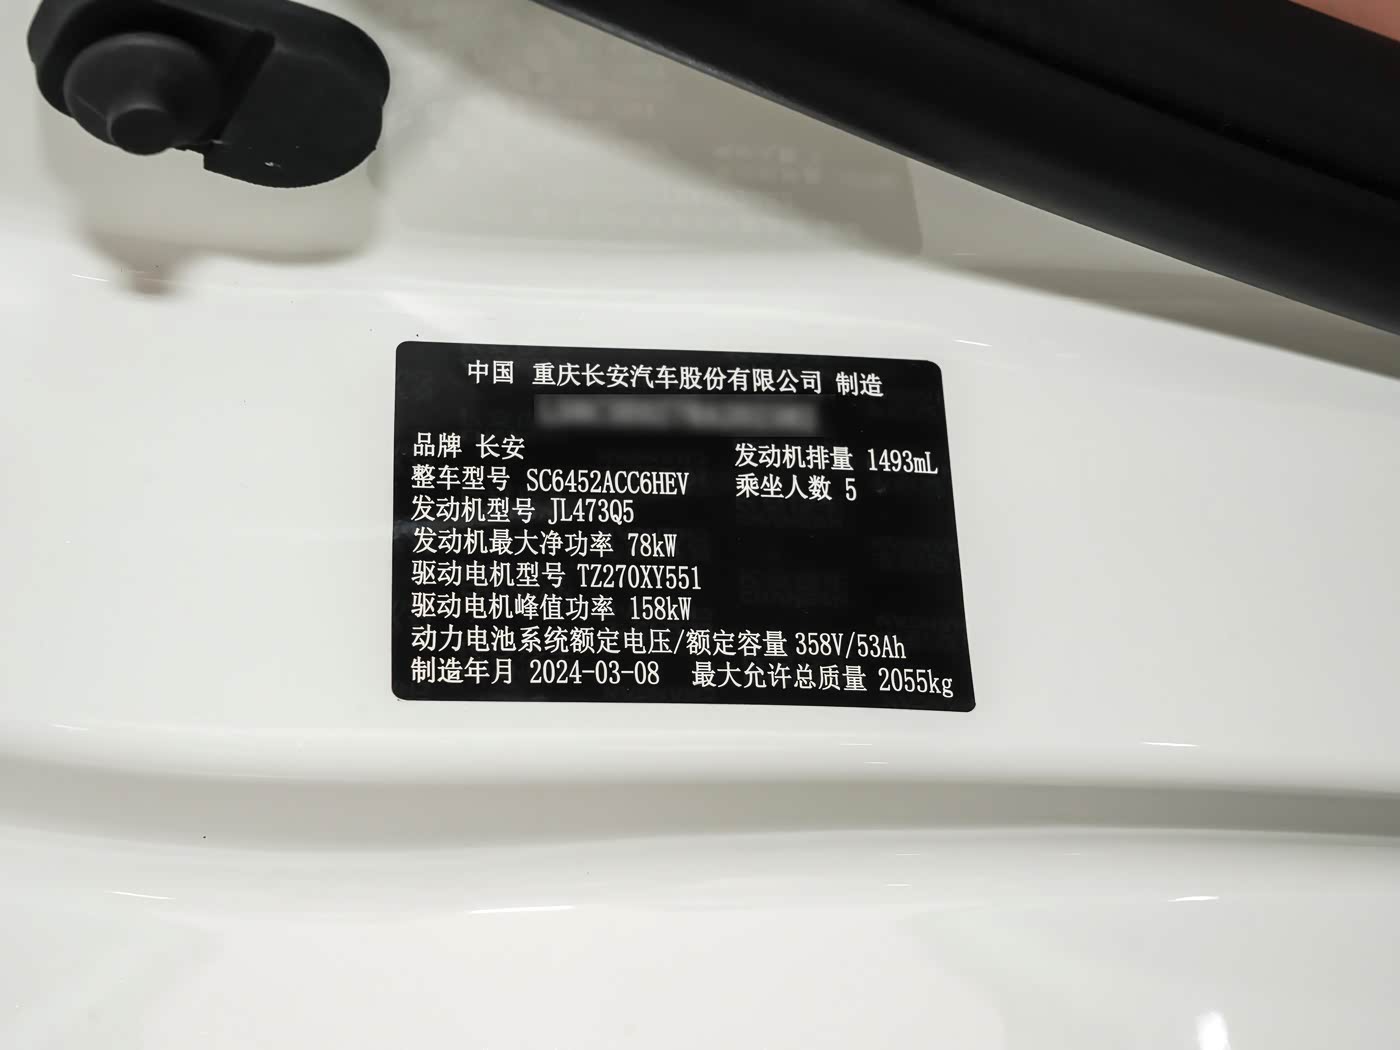 中国 重庆长安汽车股份有限公司 制造
品牌 长安
发动机排量 1493mL
整车型号 SC6452ACC6HEV
乘坐人数 5
发动机型号 JL473Q5
发动机最大净功率 78kW
驱动电机型号 TZ270XY551
驱动电机峰值功率 158kW
动力电池系统额定电压/额定容量 358V/53Ah
制造年月 2024-03-08 最大允许总质量 2055kg